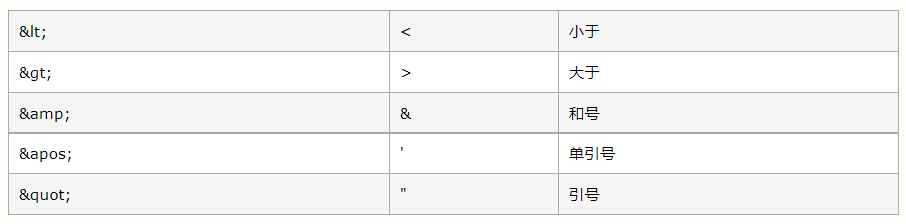 &lt; < 小于
&gt; > 大于
&amp; & 和号
&apos; ' 单引号
&quot; " 引号